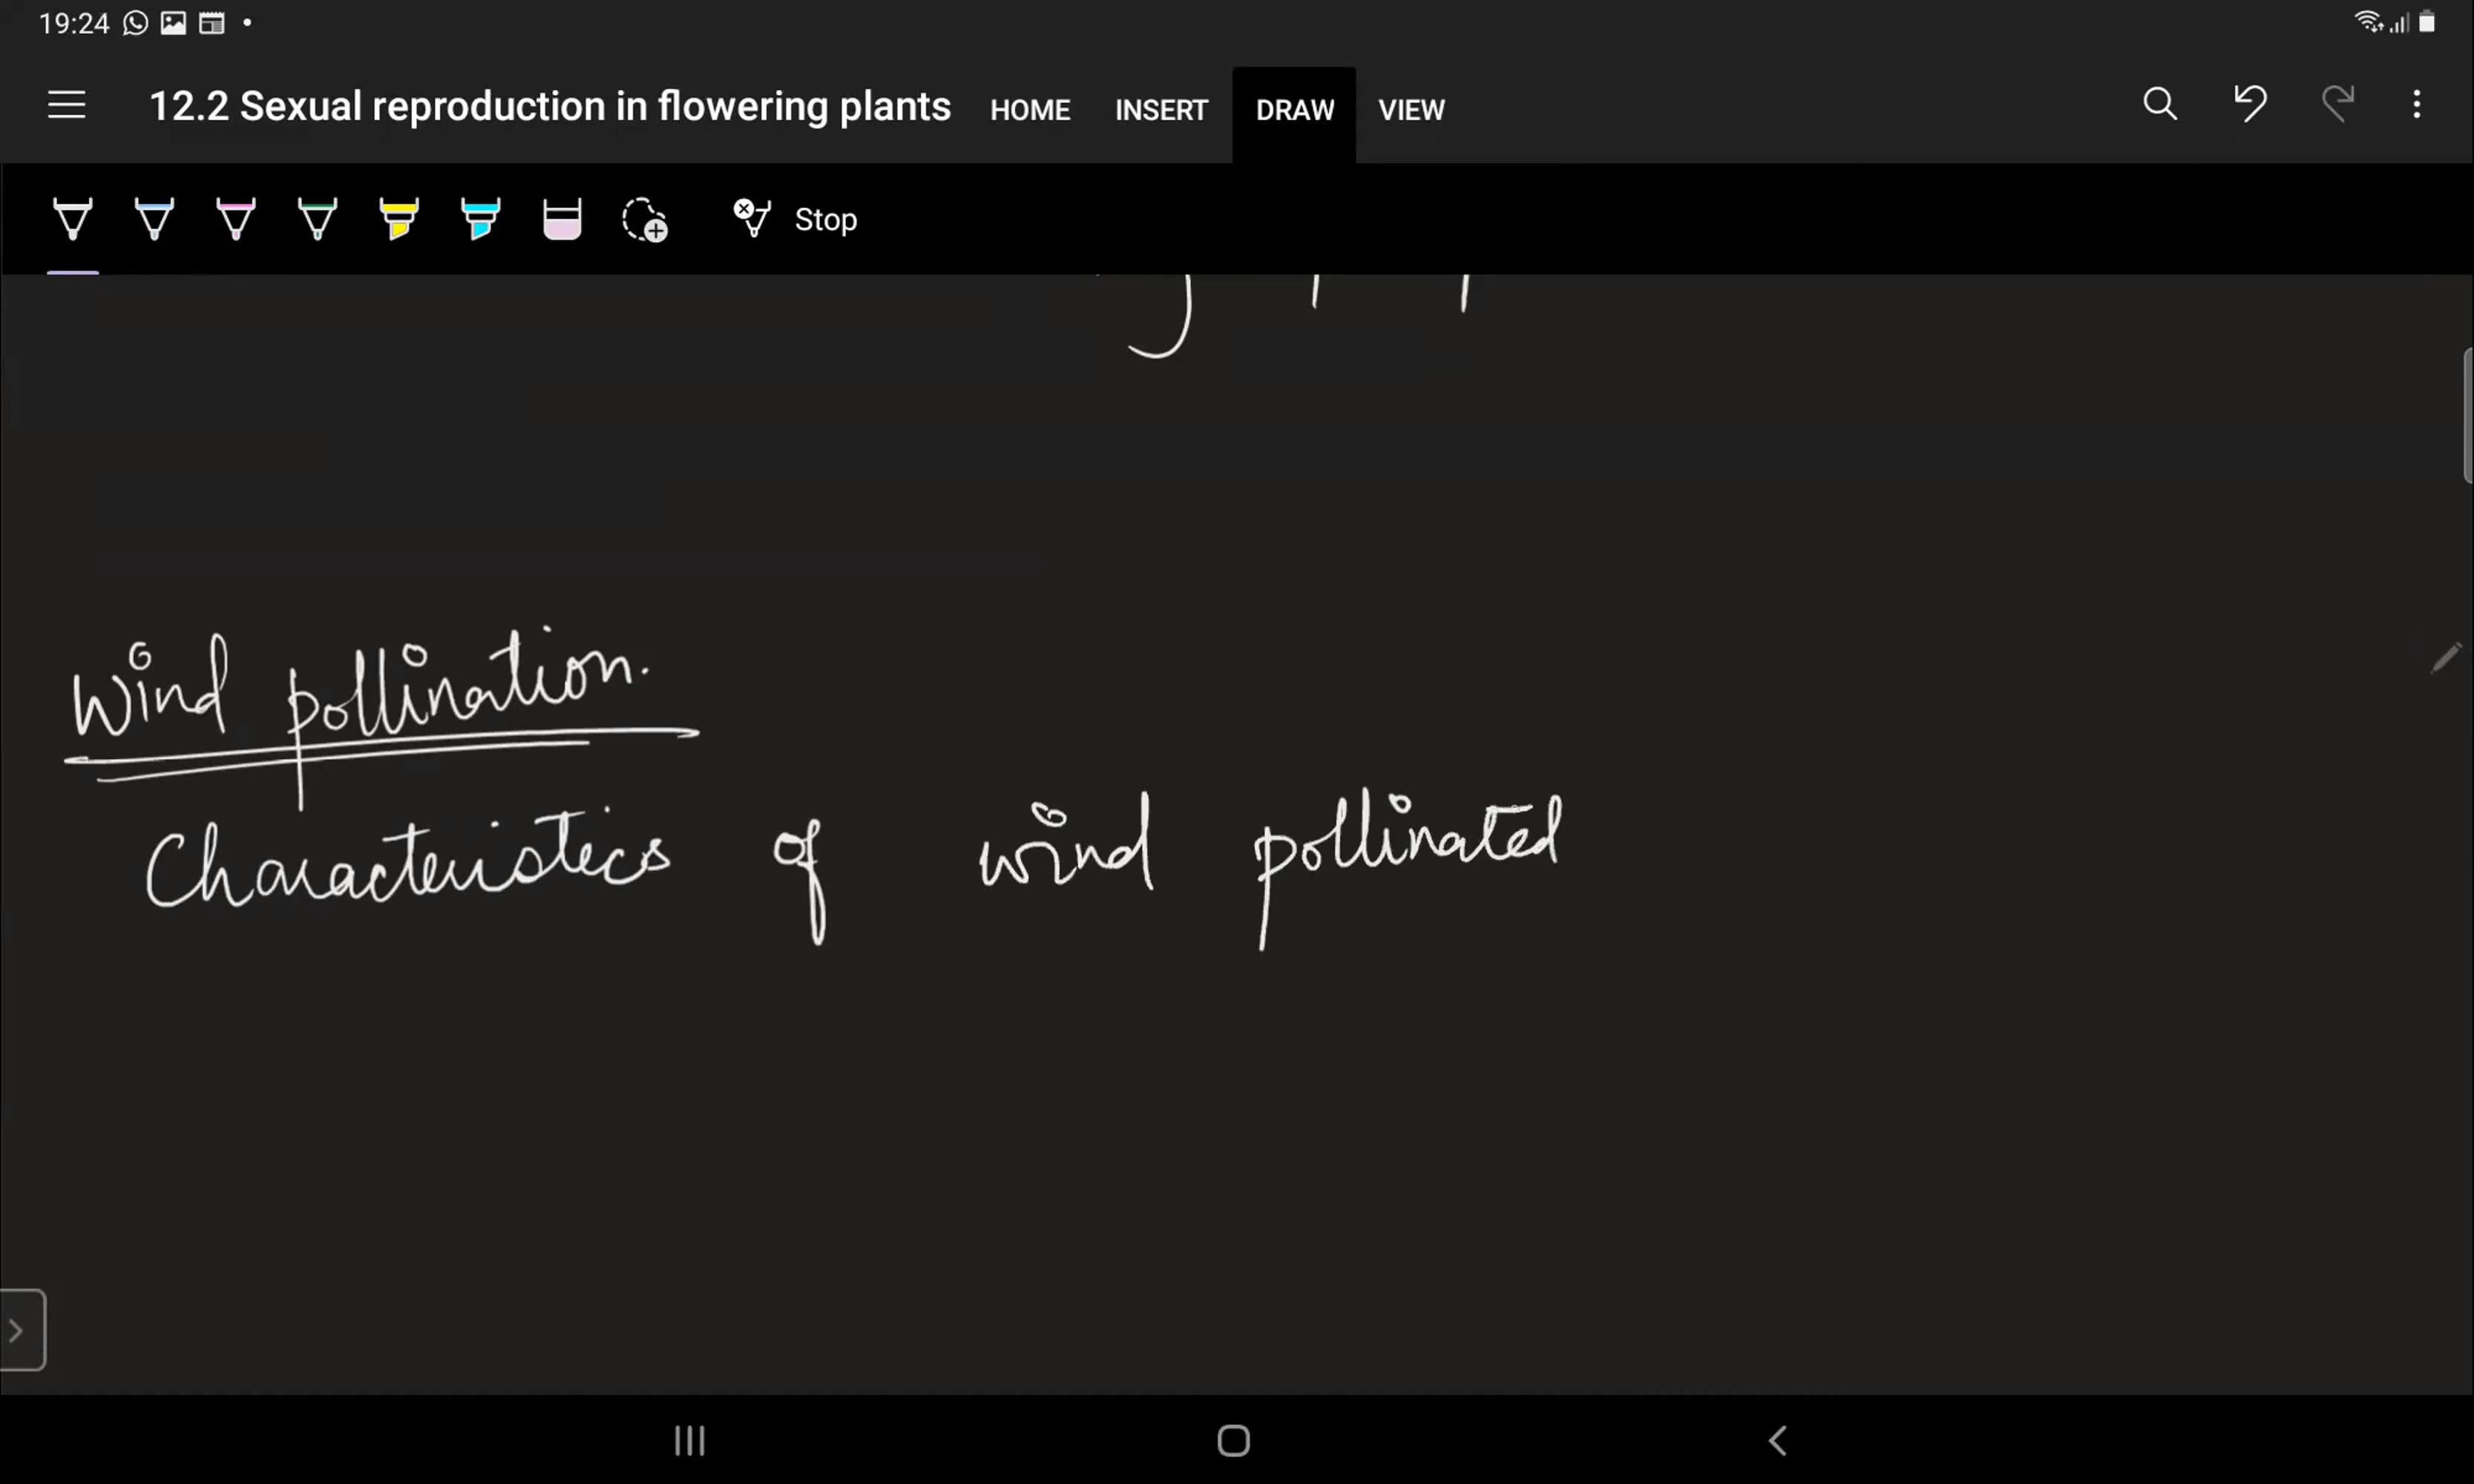 19:24
12.2 Sexual reproduction in flowering plants HOME INSERT DRAW VIEW
Stop
Wind pollination.
Characteristics of wind pollinated